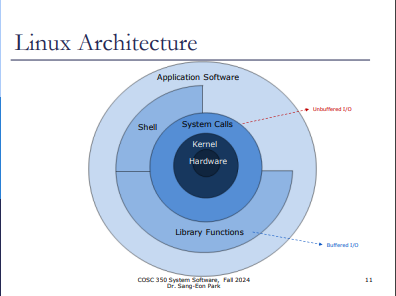 Linux Architecture
Application Software
Unbuffered I/O
System Calls
Shell
Kernel
Hardware
Library Functions
Buffered I/O
COSC 350 System Software, Fall 2024
Dr. Sang-Eon Park
11